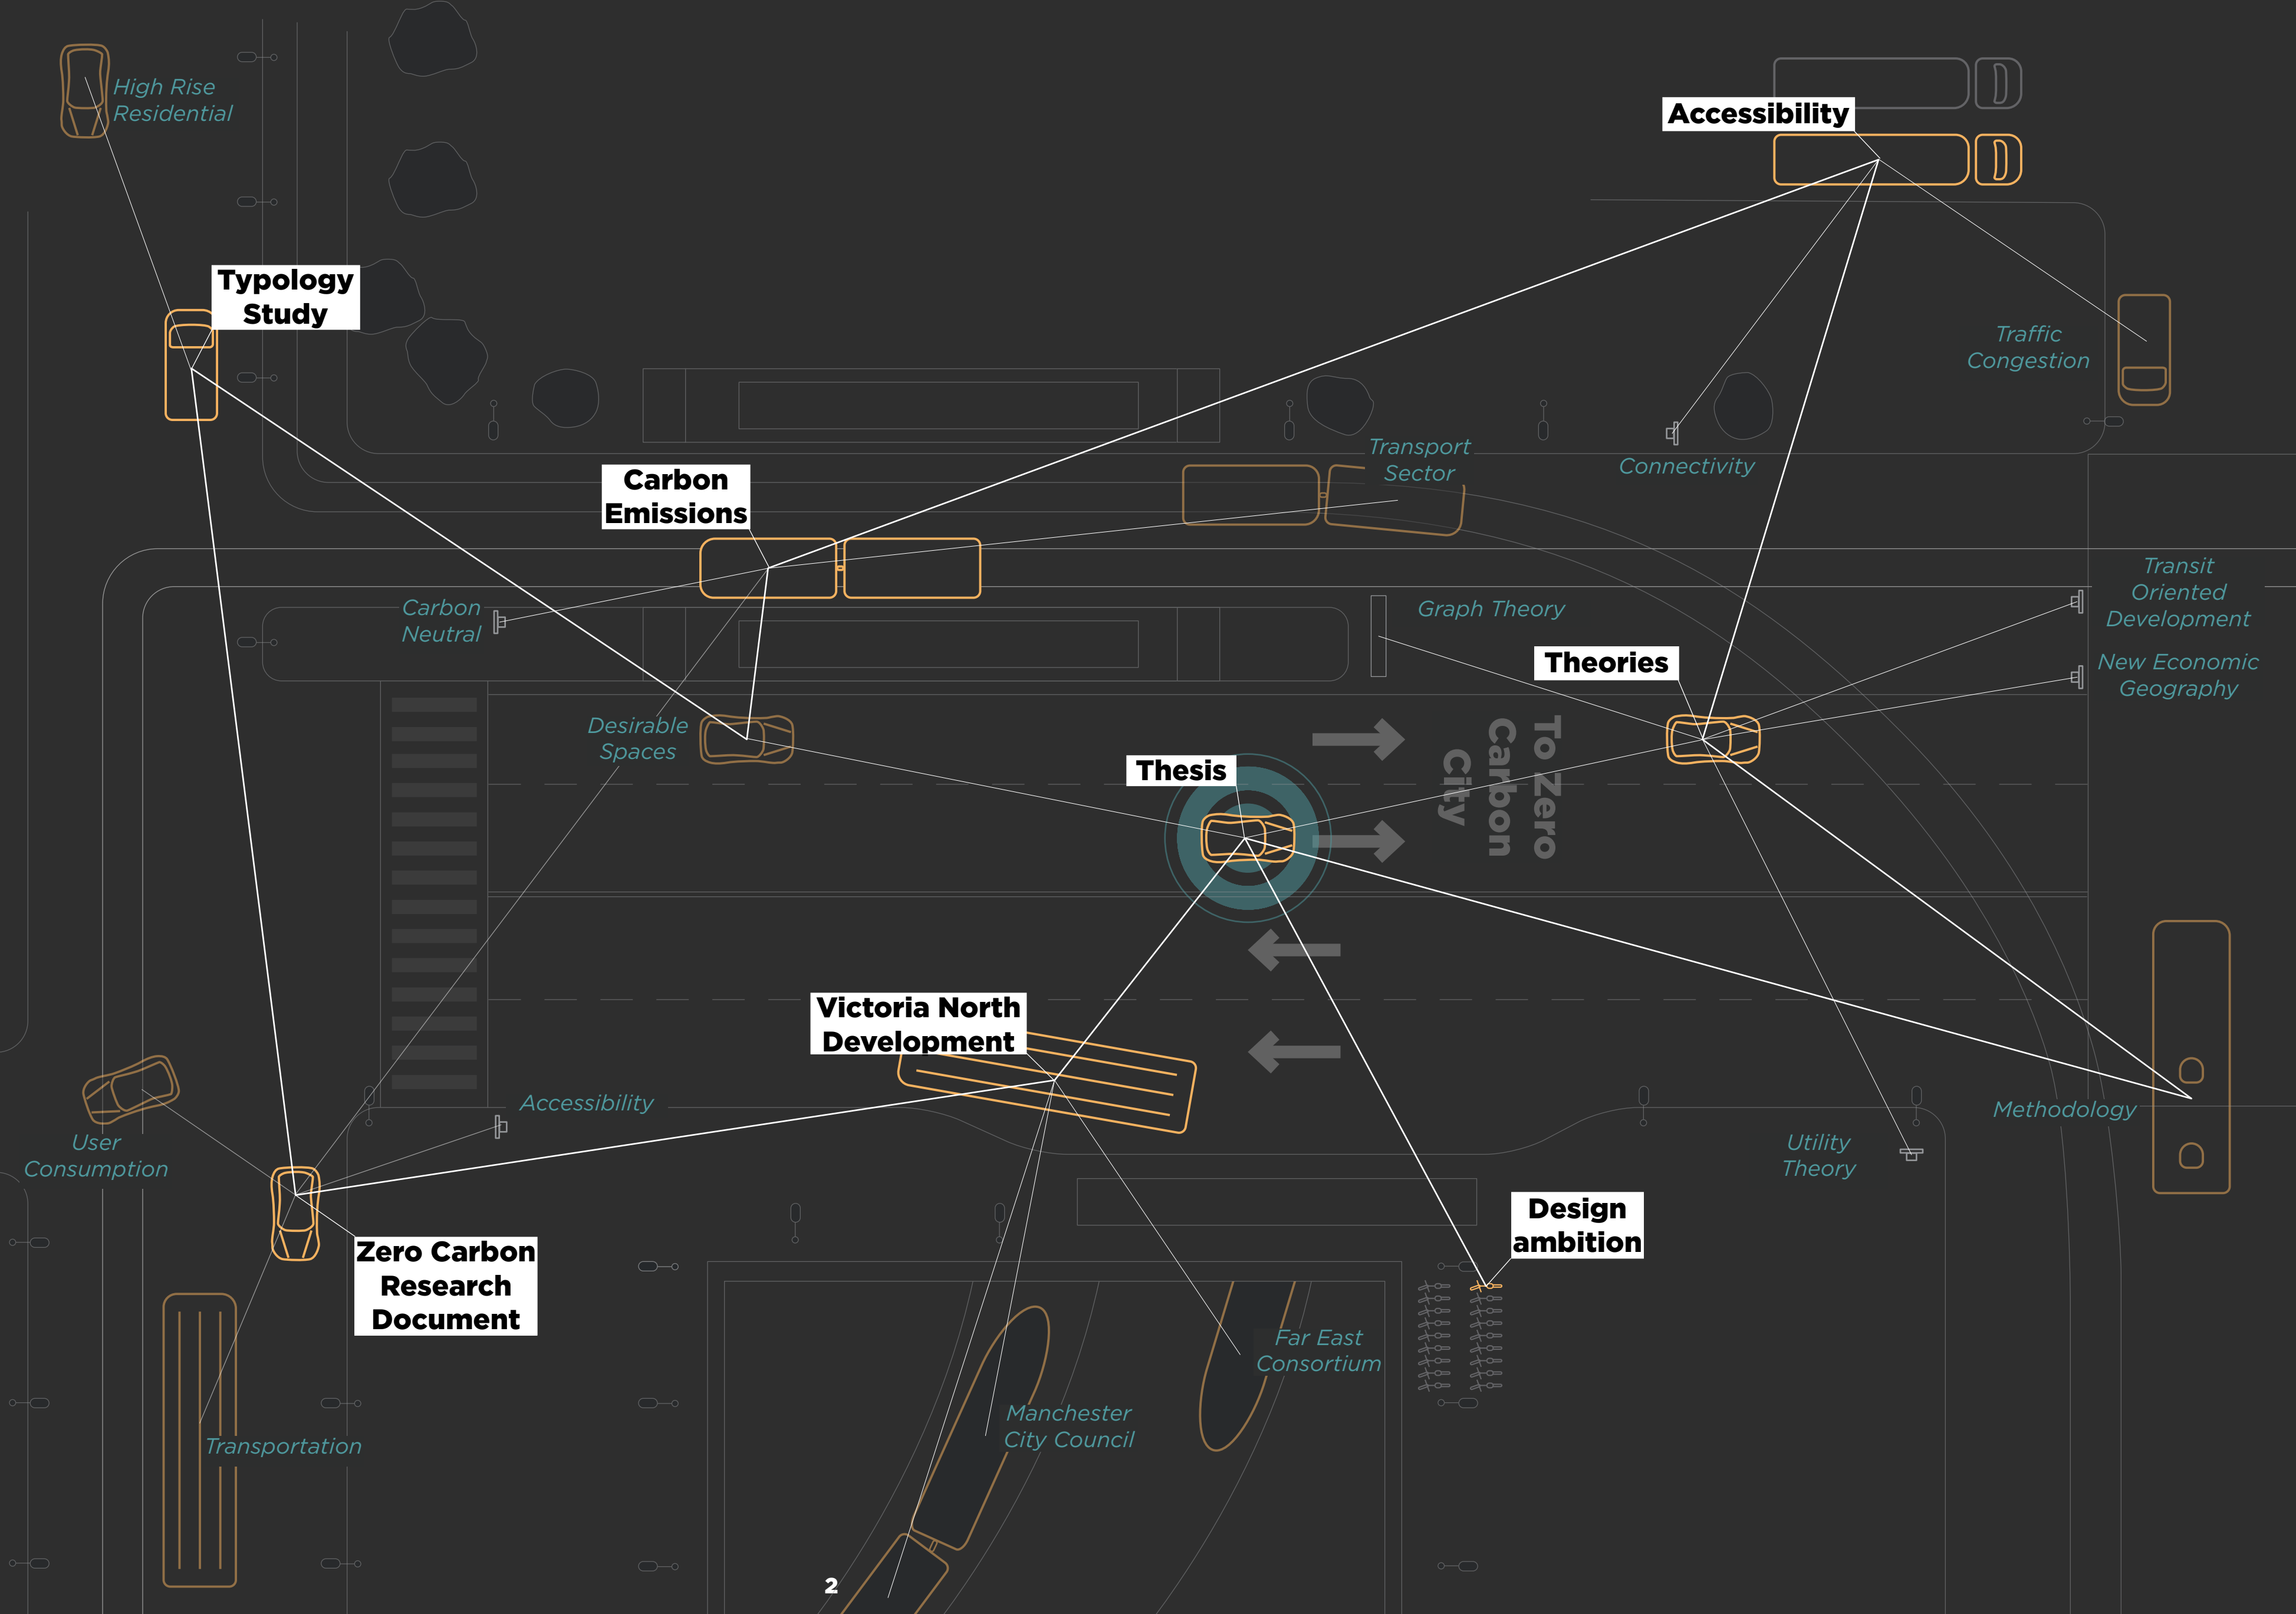 High Rise
Residential
Accessibility
Typology
Study
Traffic
Congestion
Transport
Sector
Connectivity
Carbon
Emissions
Carbon
Neutral
Graph Theory
Transit
Oriented
Development
Theories
New Economic
Geography
Desirable
Spaces
Thesis
To Zero
Carbon
City
Victoria North
Development
Accessibility
Methodology
User
Consumption
Utility
Theory
Zero Carbon
Research
Document
Design
ambition
Far East
Consortium
Manchester
City Council
Transportation
2